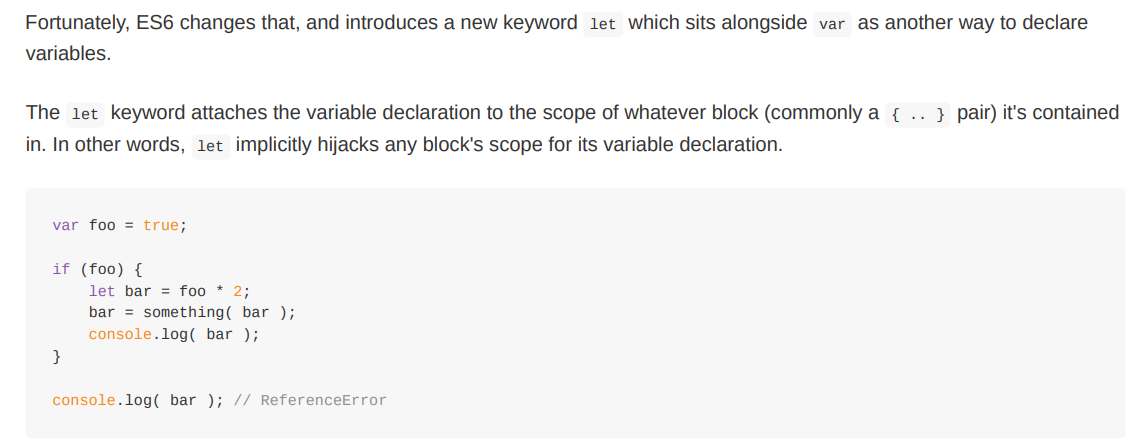 Fortunately, ES6 changes that, and introduces a new keyword let which sits alongside var as another way to declare
variables.
The let keyword attaches the variable declaration to the scope of whatever block (commonly a { .. } pair) it's contained
in. In other words, let implicitly hijacks any block's scope for its variable declaration.
var foo = true;
if (foo) {
    let bar = foo * 2;
    bar = something( bar );
    console.log( bar );
}
console.log( bar ); // ReferenceError